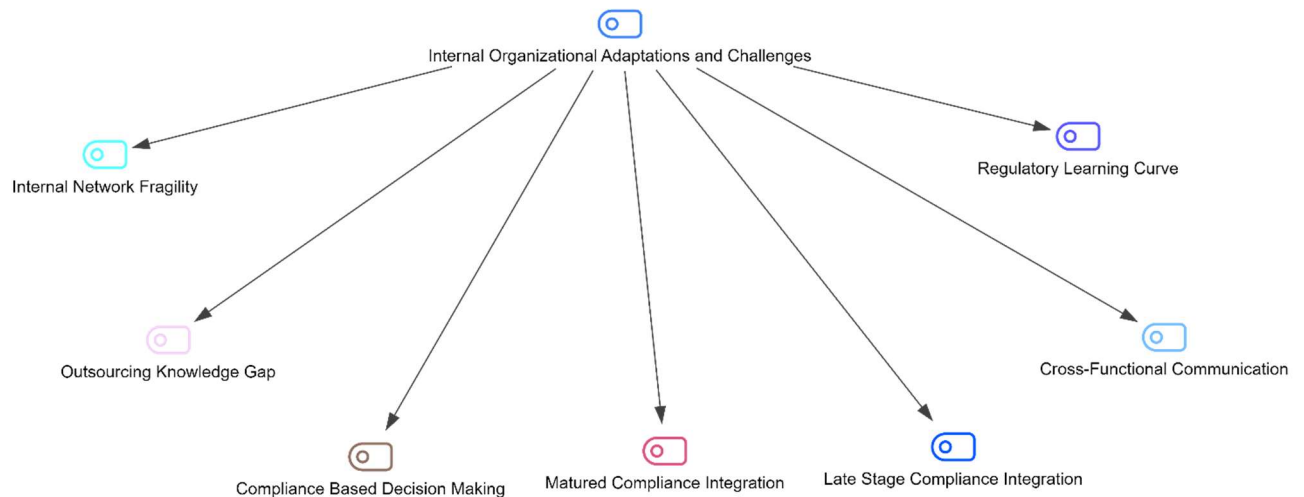 Internal Organizational Adaptations and Challenges
Regulatory Learning Curve
Internal Network Fragility
Outsourcing Knowledge Gap
Cross-Functional Communication
Compliance Based Decision Making
Matured Compliance Integration
Late Stage Compliance Integration